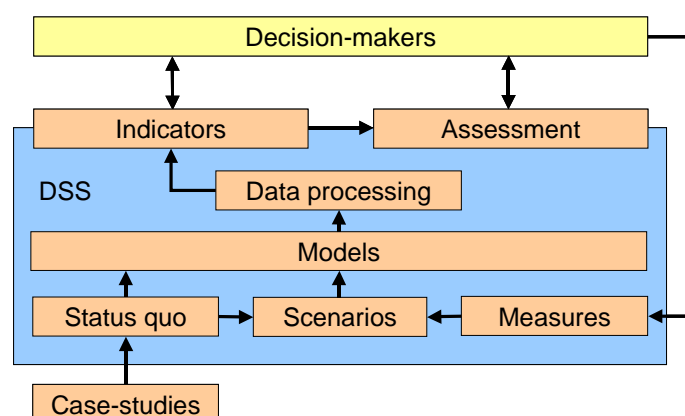 Decision-makers
Indicators
Assessment
DSS
Data processing
Models
Status quo
Scenarios
Measures
Case-studies